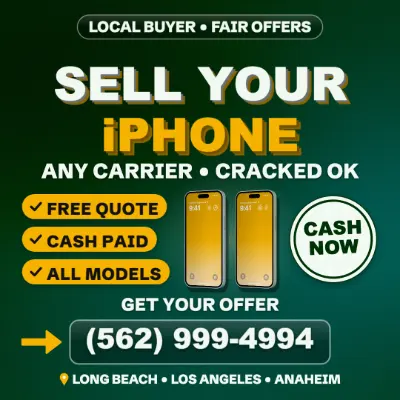 LOCAL BUYER • FAIR OFFERS
SELL YOUR
iPHONE
ANY CARRIER • CRACKED OK
FREE QUOTE
CASH PAID
ALL MODELS
9:41
9:41
CASH
NOW
GET YOUR OFFER
(562) 999-4994
LONG BEACH • LOS ANGELES • ANAHEIM